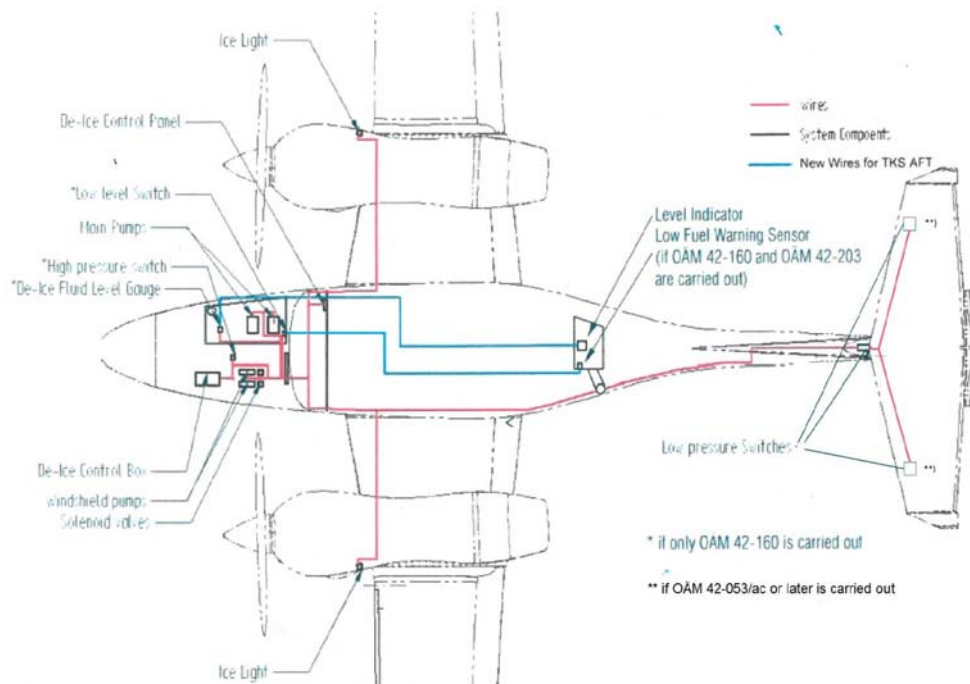 Ice Light
De-Ice Control Panel
*Low level Switch
Main Pumps
*High pressure switch
*De-Ice Fluid Level Gauge
De-Ice Control Box
windshield pumps
Solenoid valves
Ice Light
wires
System Compoents
New Wires for TKS AFT
Level Indicator
Low Fuel Warning Sensor
(if OÄM 42-160 and OÄM 42-203
are carried out)
**)
Low pressure Switches
**)
* if only OAM 42-160 is carried out
** if OÄM 42-053/ac or later is carried out